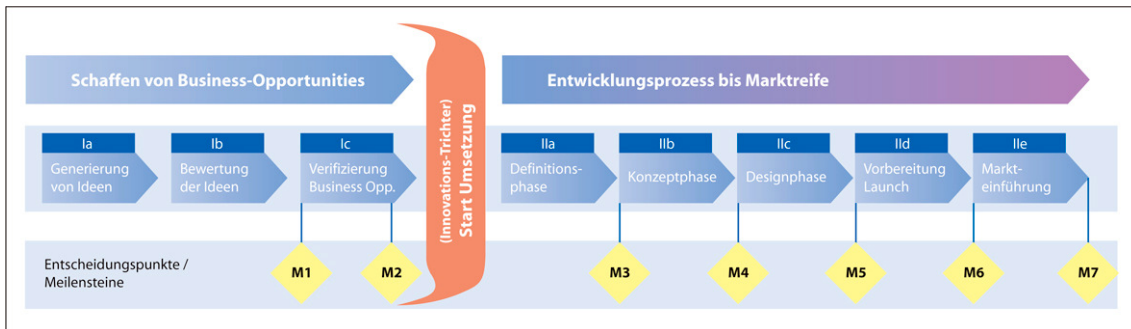 Schaffen von Business-Opportunities
(Innovations-Trichter)
Start Umsetzung
Entwicklungsprozess bis Marktreife
Ia
Generierung
von Ideen
Ib
Bewertung
der Ideen
Ic
Verifizierung
Business Opp.
IIa
Definitions-
phase
IIb
Konzeptphase
IIc
Designphase
IId
Vorbereitung
Launch
IIe
Markt-
einführung
Entscheidungspunkte /
Meilensteine
M1
M2
M3
M4
M5
M6
M7